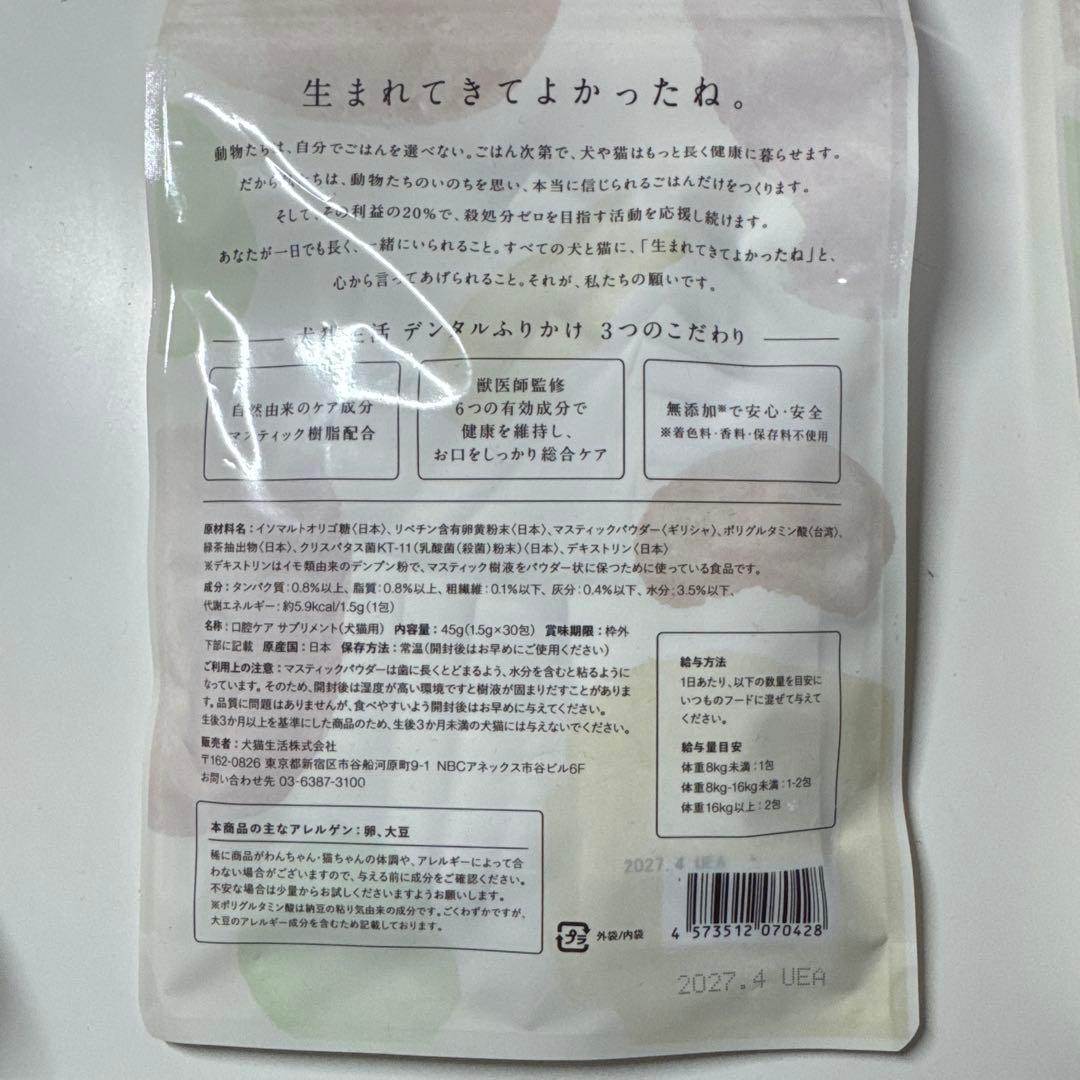 生まれてきてよかったね。
動物たちは、自分でごはんを選べない。ごはん次第で、犬や猫はもっと長く健康に暮らせます。
だから ちは、動物たちのいのちを思い、本当に信じられるごはんだけをつくります。
そして、その利益の20%で、殺処分ゼロを目指す活動を応援し続けます。
あなたが一日でも長く、一緒にいられること。すべての犬と猫に、「生まれてきてよかったね」と、
心から言ってあげられること。それが、私たちの願いです。
犬猫生活 デンタルふりかけ 3つのこだわり
自然由来のケア成分
マスティック樹脂配合
獣医師監修
6つの有効成分で
健康を維持し、
お口をしっかり総合ケア
無添加※で安心・安全
※着色料・香料・保存料不使用
原材料名：イソマルトオリゴ糖〈日本〉、リベチン含有卵黄粉末〈日本〉、マスティックパウダー〈ギリシャ〉、ポリグルタミン酸〈台湾〉、
緑茶抽出物〈日本〉、クリスパタス菌KT-11（乳酸菌（殺菌）粉末）〈日本〉、デキストリン〈日本〉
※デキストリンはイモ類由来のデンプン粉で、マスティック樹液をパウダー状に保つために使っている食品です。
成分：タンパク質：0.8%以上、脂質：0.8%以上、粗繊維：0.1%以下、灰分：0.4%以下、水分：3.5%以下、
代謝エネルギー：約5.9kcal/1.5g（1包）
名称：口腔ケア サプリメント（犬猫用） 内容量：45g（1.5g×30包） 賞味期限：枠外
下部に記載 原産国：日本 保存方法：常温（開封後はお早めにご使用ください）
ご利用上の注意：マスティックパウダーは歯に長くとどまるよう、水分を含むと粘るように
なっています。そのため、開封後は湿度が高い環境ですと樹液が固まりだすことがありま
す。品質に問題はありませんが、食べやすいよう開封後はお早めに与えてください。
生後3か月以上を基準にした商品のため、生後3か月未満の犬猫には与えないでください。
販売者：犬猫生活株式会社
〒162-0826 東京都新宿区市谷船河原町9-1 NBCアネックス市谷ビル6F
お問い合わせ先 03-6387-3100
給与方法
1日あたり、以下の数量を目安に
いつものフードに混ぜて与えて
ください。
給与量目安
体重8kg未満：1包
体重8kg-16kg未満：1-2包
体重16kg以上：2包
本商品の主なアレルゲン：卵、大豆
稀に商品がわんちゃん・猫ちゃんの体調や、アレルギーによって合
わない場合がございますので、与える前に成分をご確認ください。
不安な場合は少量からお試しくださいますようお願いします。
※ポリグルタミン酸は納豆の粘り気由来の成分です。ごくわずかですが、
大豆のアレルギー成分を含むため記載しております。
プラ 外袋/内袋
2027.4 UEA
4 573512 070428
2027.4 UEA